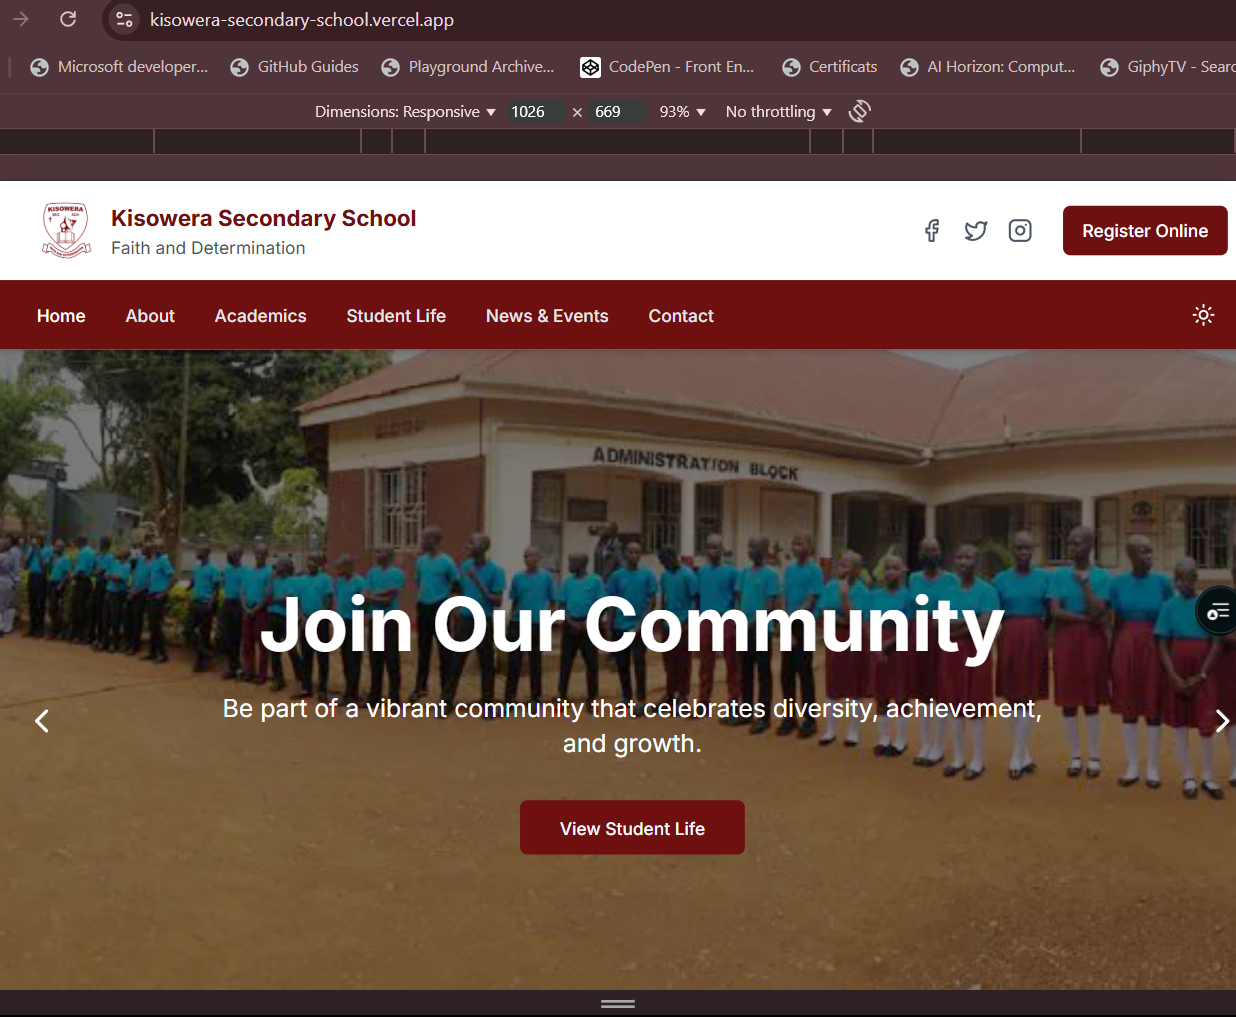 kisowera-secondary-school.vercel.app
Microsoft developer... GitHub Guides Playground Archive... CodePen - Front En... Certificats AI Horizon: Comput... GiphyTV - Searc
Dimensions: Responsive 1026 × 669 93% No throttling
KISOWERA
SEC. SCH.
Kisowera Secondary School
Faith and Determination
Register Online
Home About Academics Student Life News & Events Contact
ADMINISTRATION BLOCK
Join Our Community
Be part of a vibrant community that celebrates diversity, achievement,
and growth.
View Student Life